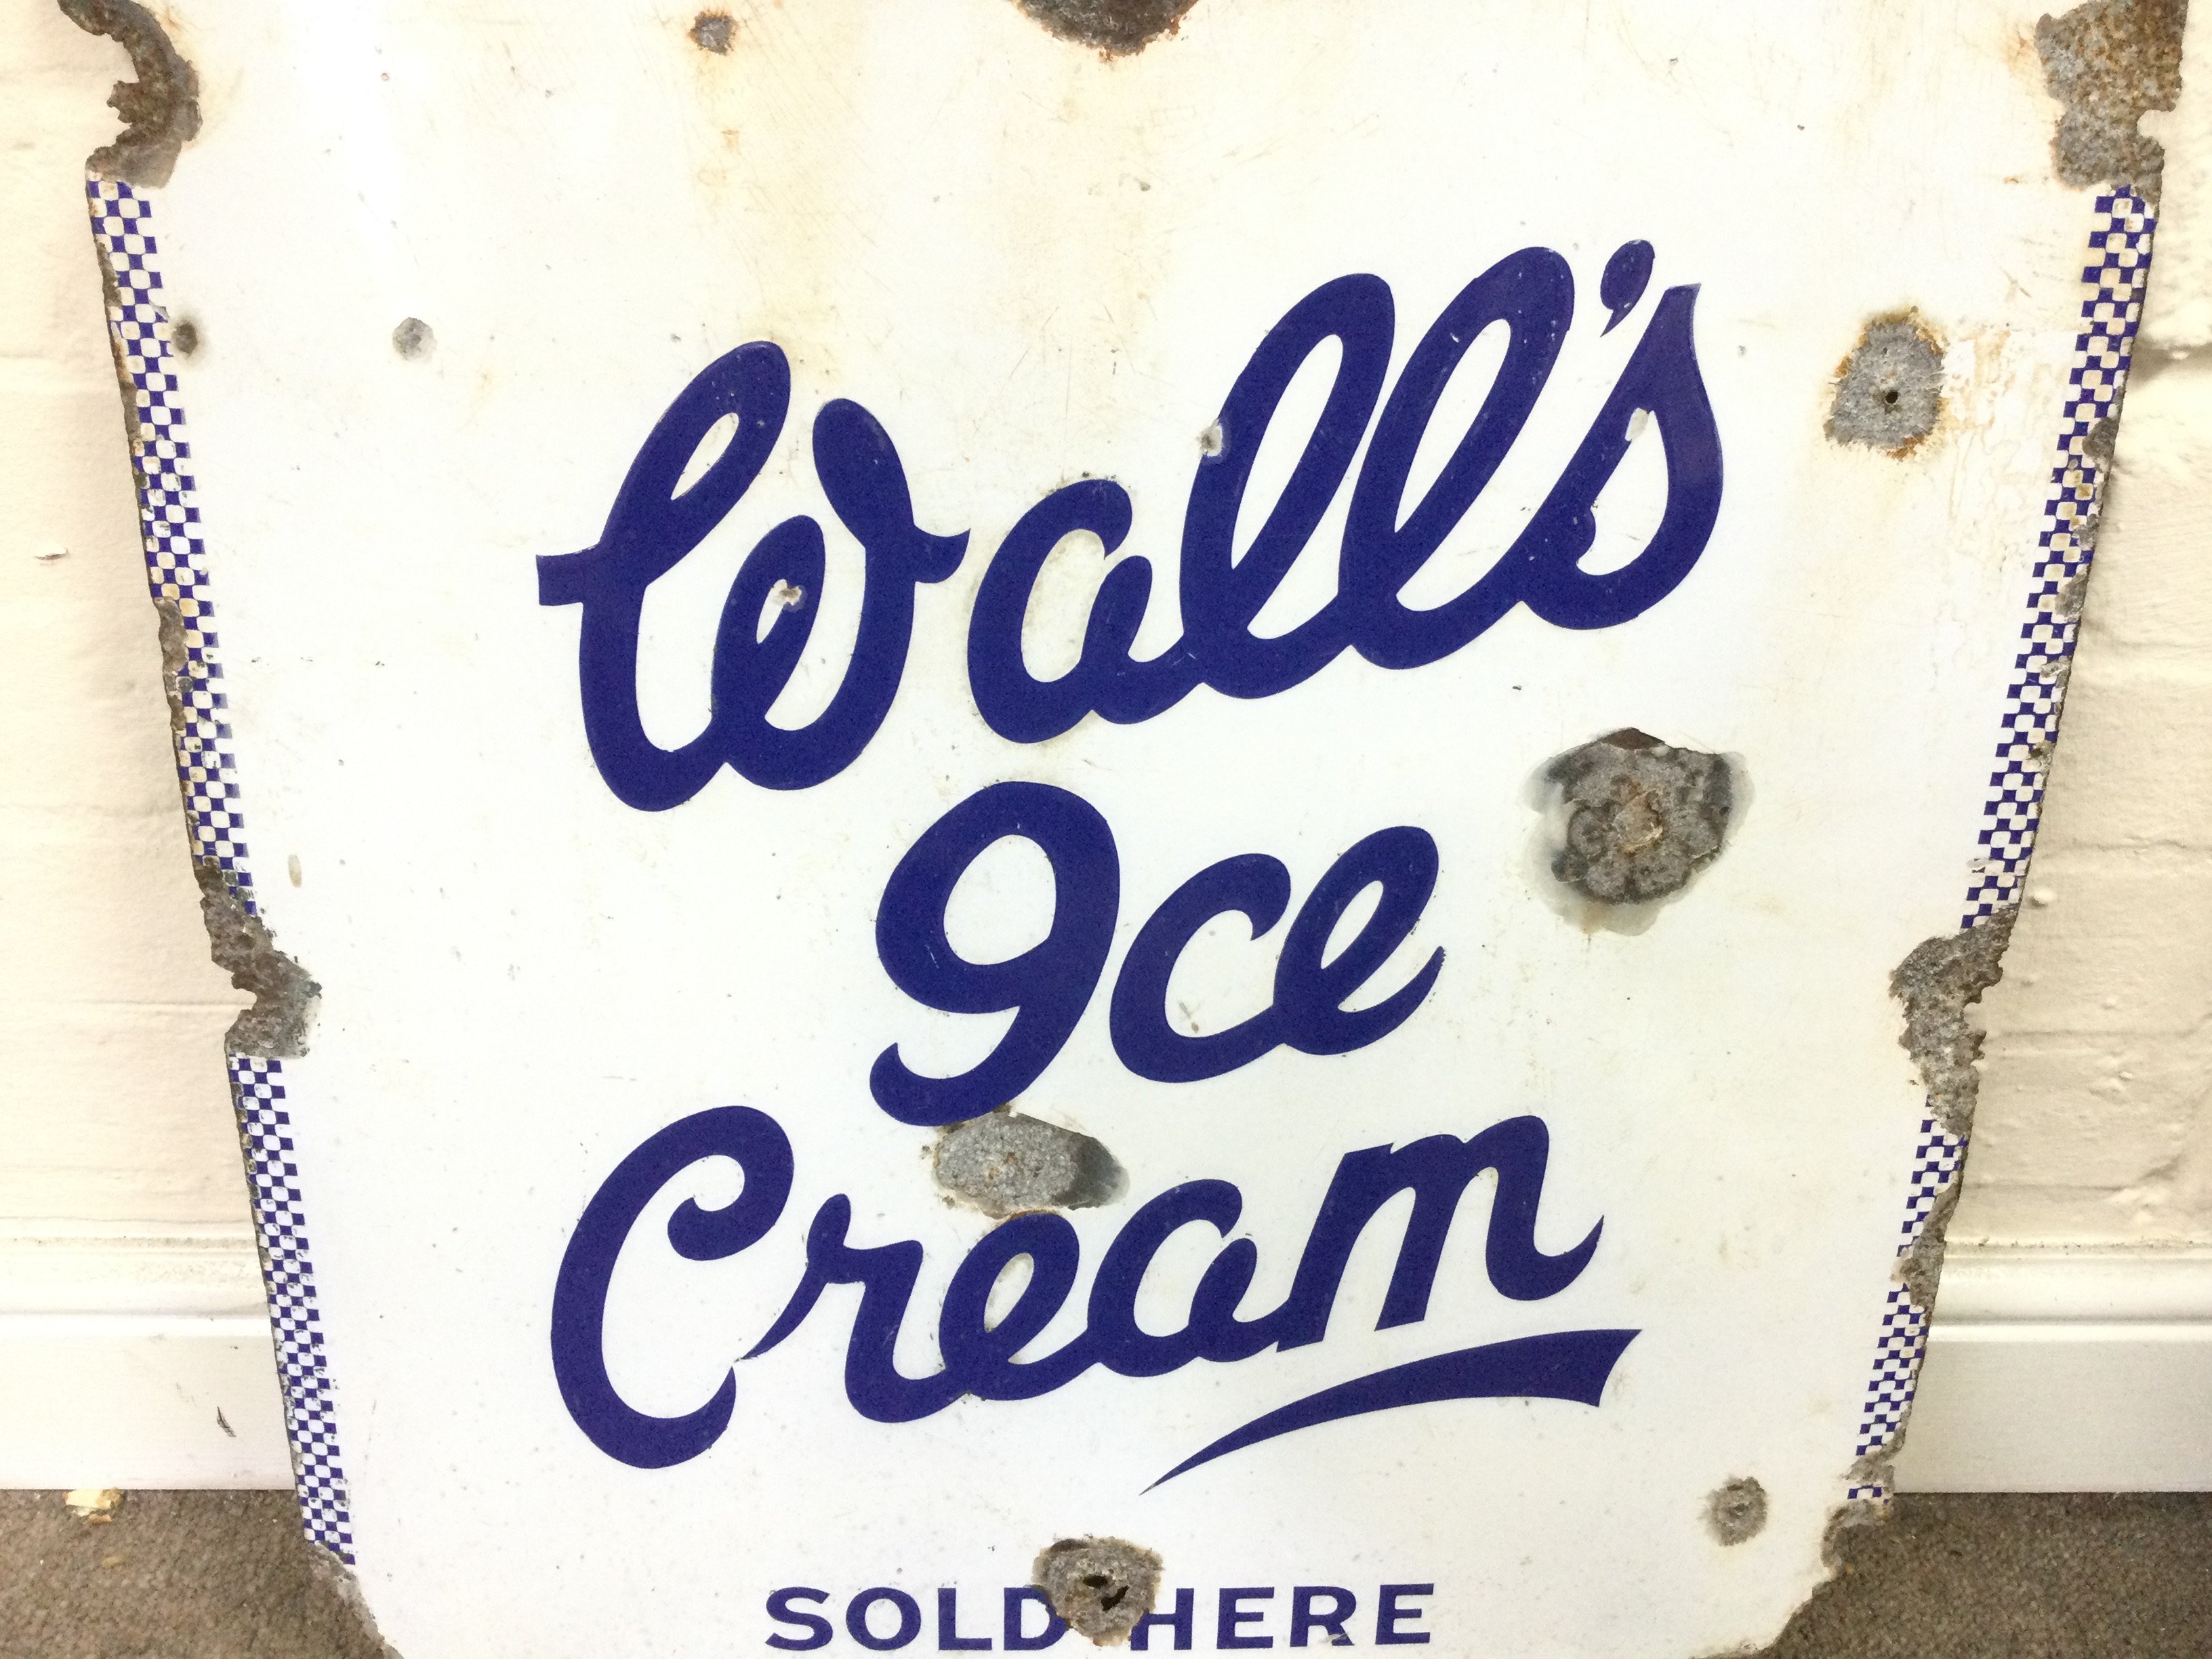 Wall's
Ice
Cream
SOLD HERE